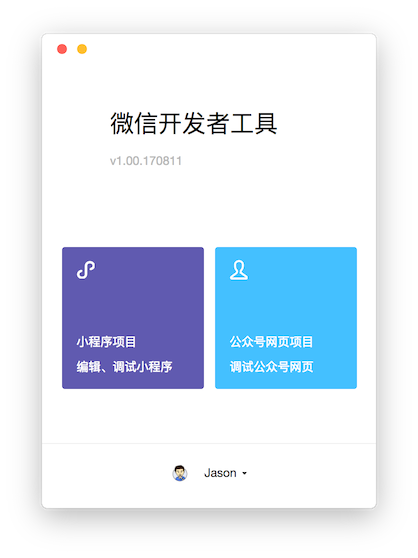 微信开发者工具
v1.00.170811
小程序项目
编辑、调试小程序
公众号网页项目
调试公众号网页
Jason